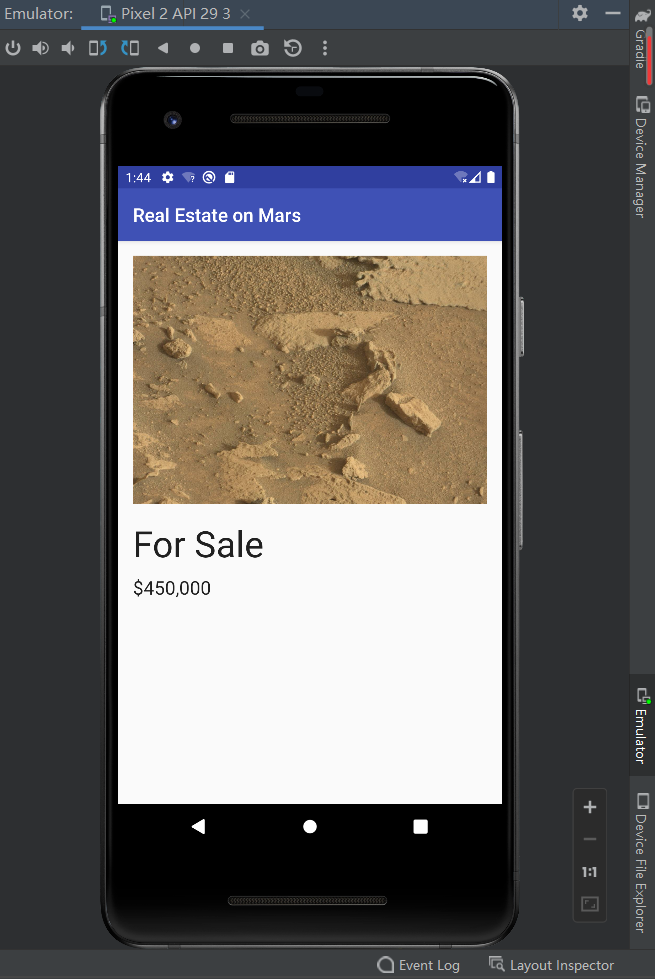 Emulator: Pixel 2 API 29 3
Gradle
Device Manager
1:44
Real Estate on Mars
For Sale
$450,000
Emulator
1:1
Device File Explorer
Event Log Layout Inspector